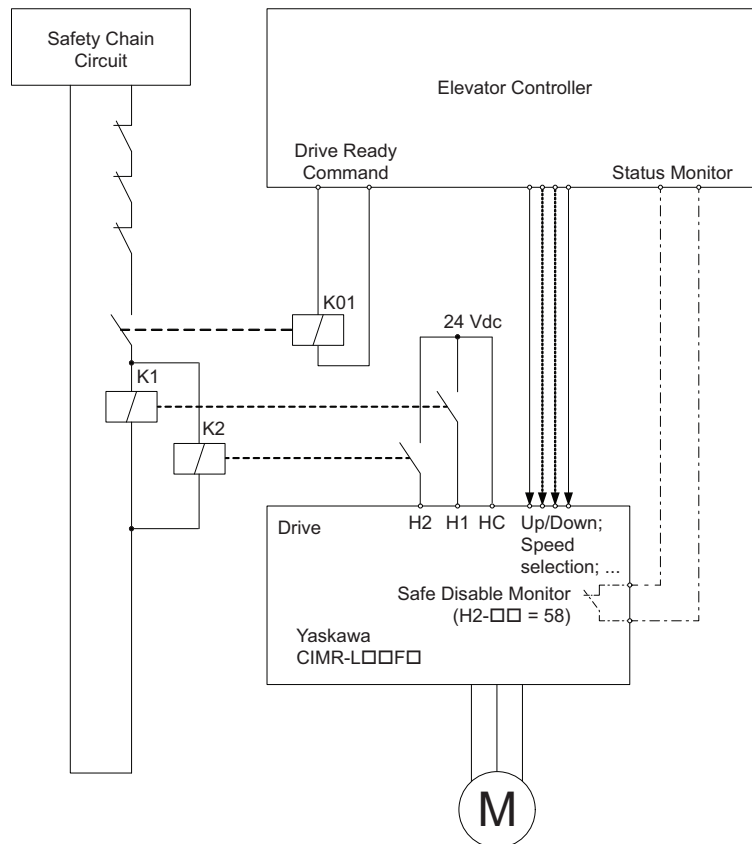 Safety Chain
Circuit
Elevator Controller
Drive Ready
Command
Status Monitor
K01
24 Vdc
K1
K2
Drive
H2
H1
HC
Up/Down;
Speed
selection; ...
Safe Disable Monitor
(H2-□□ = 58)
Yaskawa
CIMR-L□□F□
M